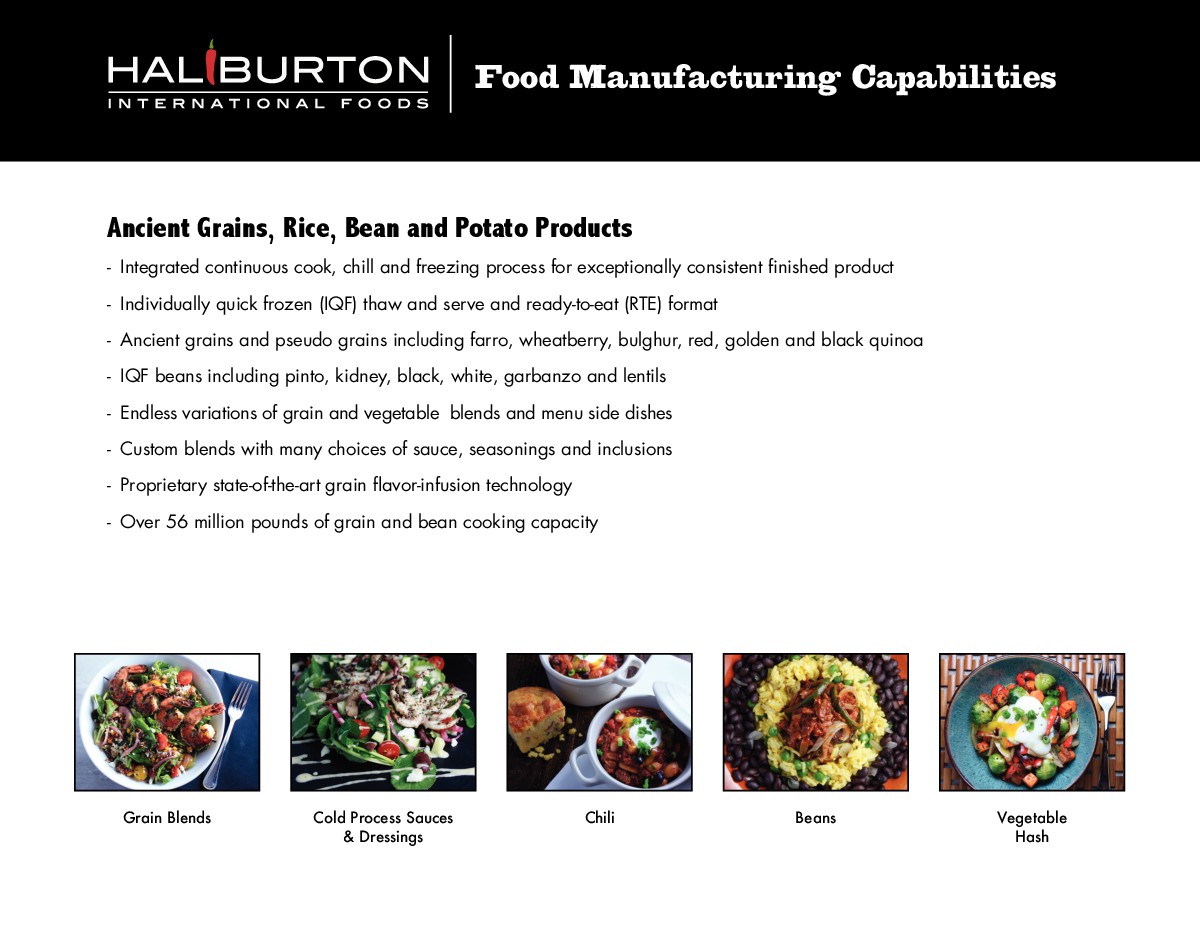 HALIBURTON
INTERNATIONAL FOODS
Food Manufacturing Capabilities
Ancient Grains, Rice, Bean and Potato Products
- Integrated continuous cook, chill and freezing process for exceptionally consistent finished product
- Individually quick frozen (IQF) thaw and serve and ready-to-eat (RTE) format
- Ancient grains and pseudo grains including farro, wheatberry, bulghur, red, golden and black quinoa
- IQF beans including pinto, kidney, black, white, garbanzo and lentils
- Endless variations of grain and vegetable  blends and menu side dishes
- Custom blends with many choices of sauce, seasonings and inclusions
- Proprietary state-of-the-art grain flavor-infusion technology
- Over 56 million pounds of grain and bean cooking capacity
Grain Blends
Cold Process Sauces
& Dressings
Chili
Beans
Vegetable
Hash